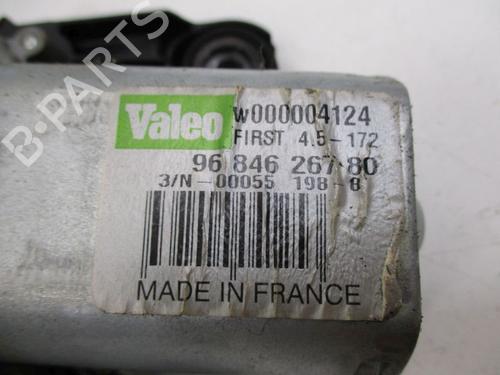 Valeo
W000004124
FIRST 4.5-172
96 846 267 80
3/N-00055 198-8
MADE IN FRANCE
B-PARTS